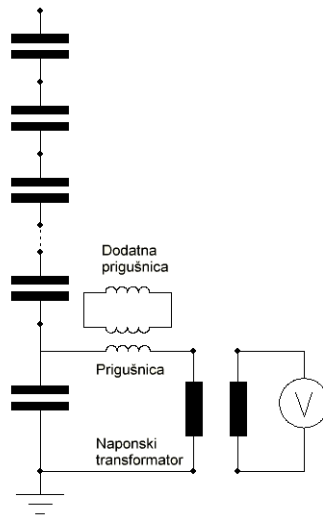 Dodatna
prigušnica
Prigušnica
V
Naponski
transformator